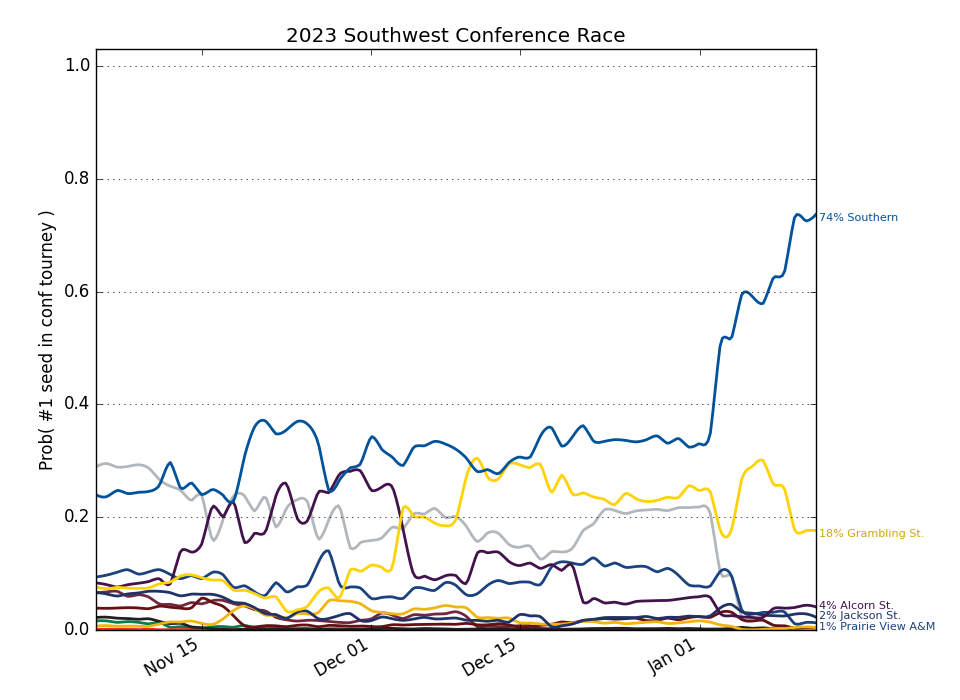 2023 Southwest Conference Race
Prob( #1 seed in conf tourney )
1.0
0.8
0.6
0.4
0.2
0.0
74% Southern
18% Grambling St.
4% Alcorn St.
2% Jackson St.
1% Prairie View A&M
Nov 15
Dec 01
Dec 15
Jan 01